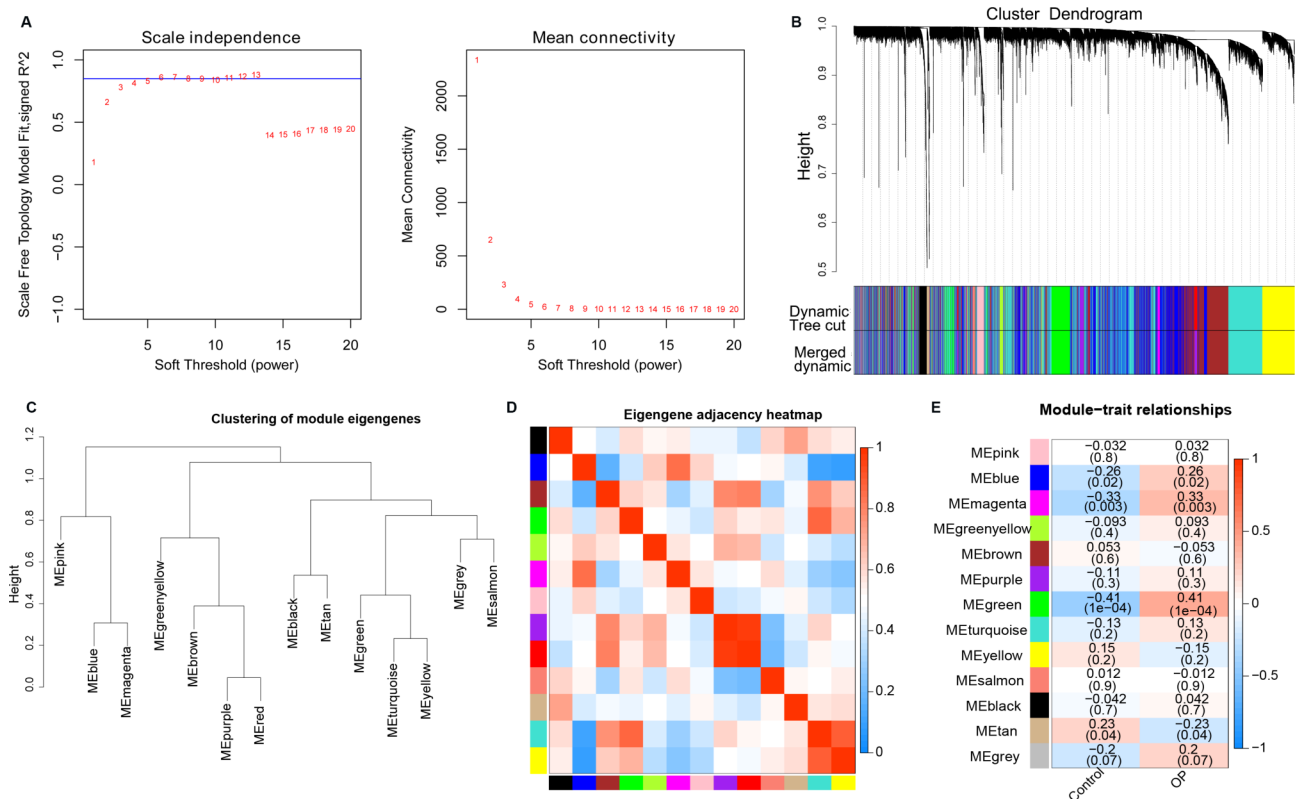 A
Scale independence
Scale Free Topology Model Fit,signed R^2
1.0
0.5
0.0
−0.5
−1.0
1 2 3 4 5 6 7 8 9 10 11 12 13 14 15 16 17 18 19 20
5 10 15 20
Soft Threshold (power)
Mean connectivity
Mean Connectivity
2000
1500
1000
500
0
1 2 3 4 5 6 7 8 9 10 11 12 13 14 15 16 17 18 19 20
5 10 15 20
Soft Threshold (power)
B
Cluster Dendrogram
Height
1.0
0.9
0.8
0.7
0.6
0.5
Dynamic
Tree cut
Merged
dynamic
C
Clustering of module eigengenes
Height
1.2
1.0
0.8
0.6
0.4
0.2
0.0
MEpink
MEblue
MEmagenta
MEgreenyellow
MEbrown
MEpurple
MEred
MEblack
MEtan
MEgreen
MEturquoise
MEyellow
MEgrey
MEsalmon
D
Eigengene adjacency heatmap
1
0.8
0.6
0.4
0.2
0
E
Module−trait relationships
MEpink −0.032 0.032
(0.8) (0.8)
MEblue −0.26 0.26
(0.02) (0.02)
MEmagenta −0.33 0.33
(0.003) (0.003)
MEgreenyellow −0.093 0.093
(0.4) (0.4)
MEbrown 0.053 −0.053
(0.6) (0.6)
MEpurple −0.11 0.11
(0.3) (0.3)
MEgreen −0.41 0.41
(1e−04) (1e−04)
MEturquoise −0.13 0.13
(0.2) (0.2)
MEyellow 0.15 −0.15
(0.2) (0.2)
MEsalmon 0.012 −0.012
(0.9) (0.9)
MEblack −0.042 0.042
(0.7) (0.7)
MEtan 0.23 −0.23
(0.04) (0.04)
MEgrey −0.2 0.2
(0.07) (0.07)
Control OP
1
0.5
0
−0.5
−1